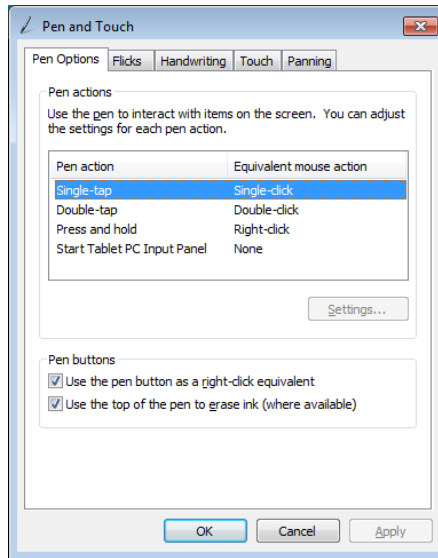 Pen and Touch
Pen Options Flicks Handwriting Touch Panning
Pen actions
Use the pen to interact with items on the screen. You can adjust
the settings for each pen action.
Pen action Equivalent mouse action
Single-tap Single-click
Double-tap Double-click
Press and hold Right-click
Start Tablet PC Input Panel None
Settings...
Pen buttons
Use the pen button as a right-click equivalent
Use the top of the pen to erase ink (where available)
OK Cancel Apply